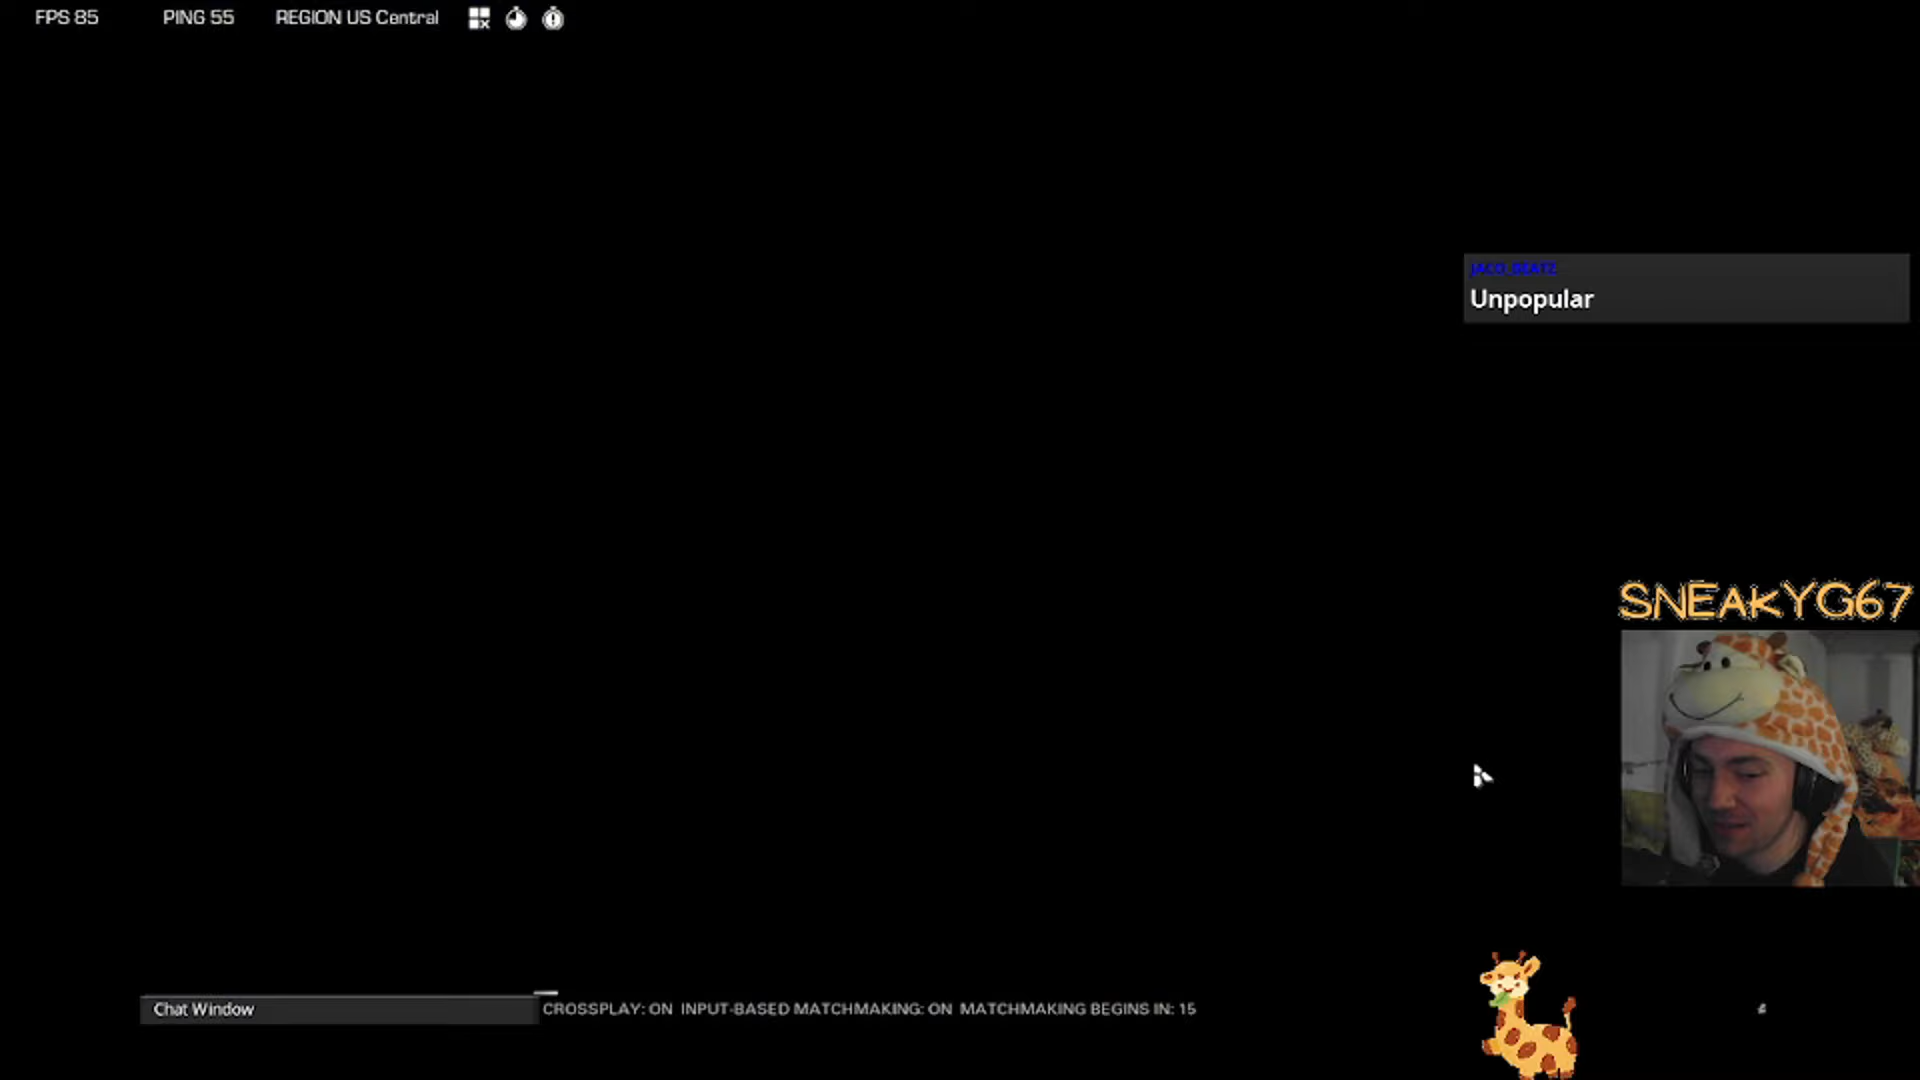 FPS 85 PING 55 REGION US Central
JACO_BEATZ
Unpopular
SNEAKYG67
Chat Window
CROSSPLAY: ON INPUT-BASED MATCHMAKING: ON MATCHMAKING BEGINS IN: 15